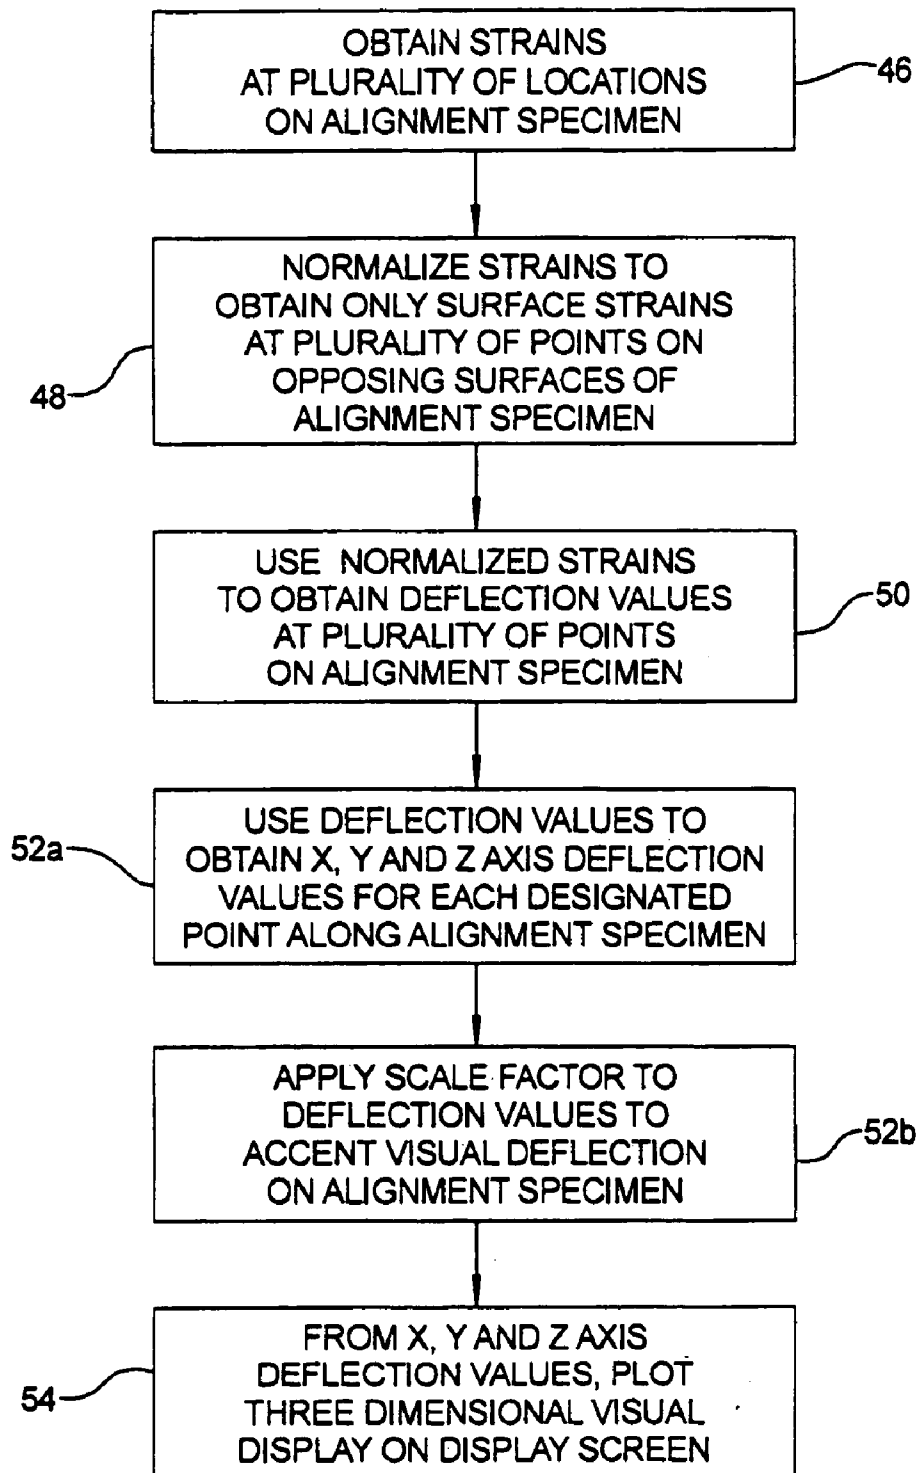 OBTAIN STRAINS
AT PLURALITY OF LOCATIONS
ON ALIGNMENT SPECIMEN
46
NORMALIZE STRAINS TO
OBTAIN ONLY SURFACE STRAINS
AT PLURALITY OF POINTS ON
OPPOSING SURFACES OF
ALIGNMENT SPECIMEN
48
USE NORMALIZED STRAINS
TO OBTAIN DEFLECTION VALUES
AT PLURALITY OF POINTS
ON ALIGNMENT SPECIMEN
50
USE DEFLECTION VALUES TO
OBTAIN X, Y AND Z AXIS DEFLECTION
VALUES FOR EACH DESIGNATED
POINT ALONG ALIGNMENT SPECIMEN
52a
APPLY SCALE FACTOR TO
DEFLECTION VALUES TO
ACCENT VISUAL DEFLECTION
ON ALIGNMENT SPECIMEN
52b
FROM X, Y AND Z AXIS
DEFLECTION VALUES, PLOT
THREE DIMENSIONAL VISUAL
DISPLAY ON DISPLAY SCREEN
54